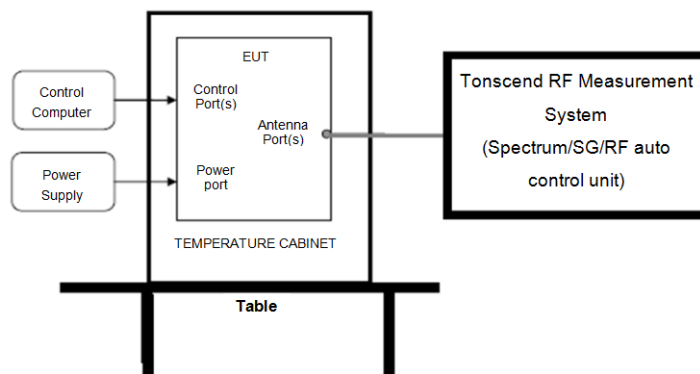 EUT
Control
Computer
Control
Port(s)
Antenna
Port(s)
Power
Supply
Power
port
TEMPERATURE CABINET
Table
Tonscend RF Measurement
System
(Spectrum/SG/RF auto
control unit)